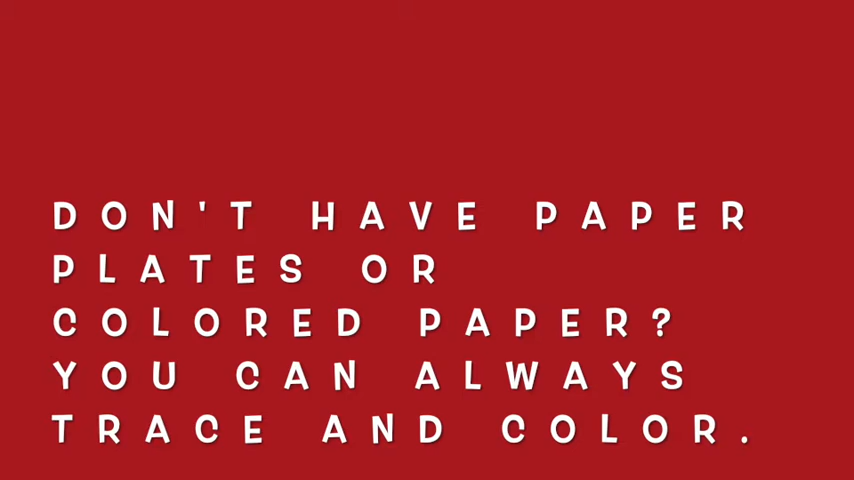 DON'T HAVE PAPER
PLATES OR
COLORED PAPER?
YOU CAN ALWAYS
TRACE AND COLOR.